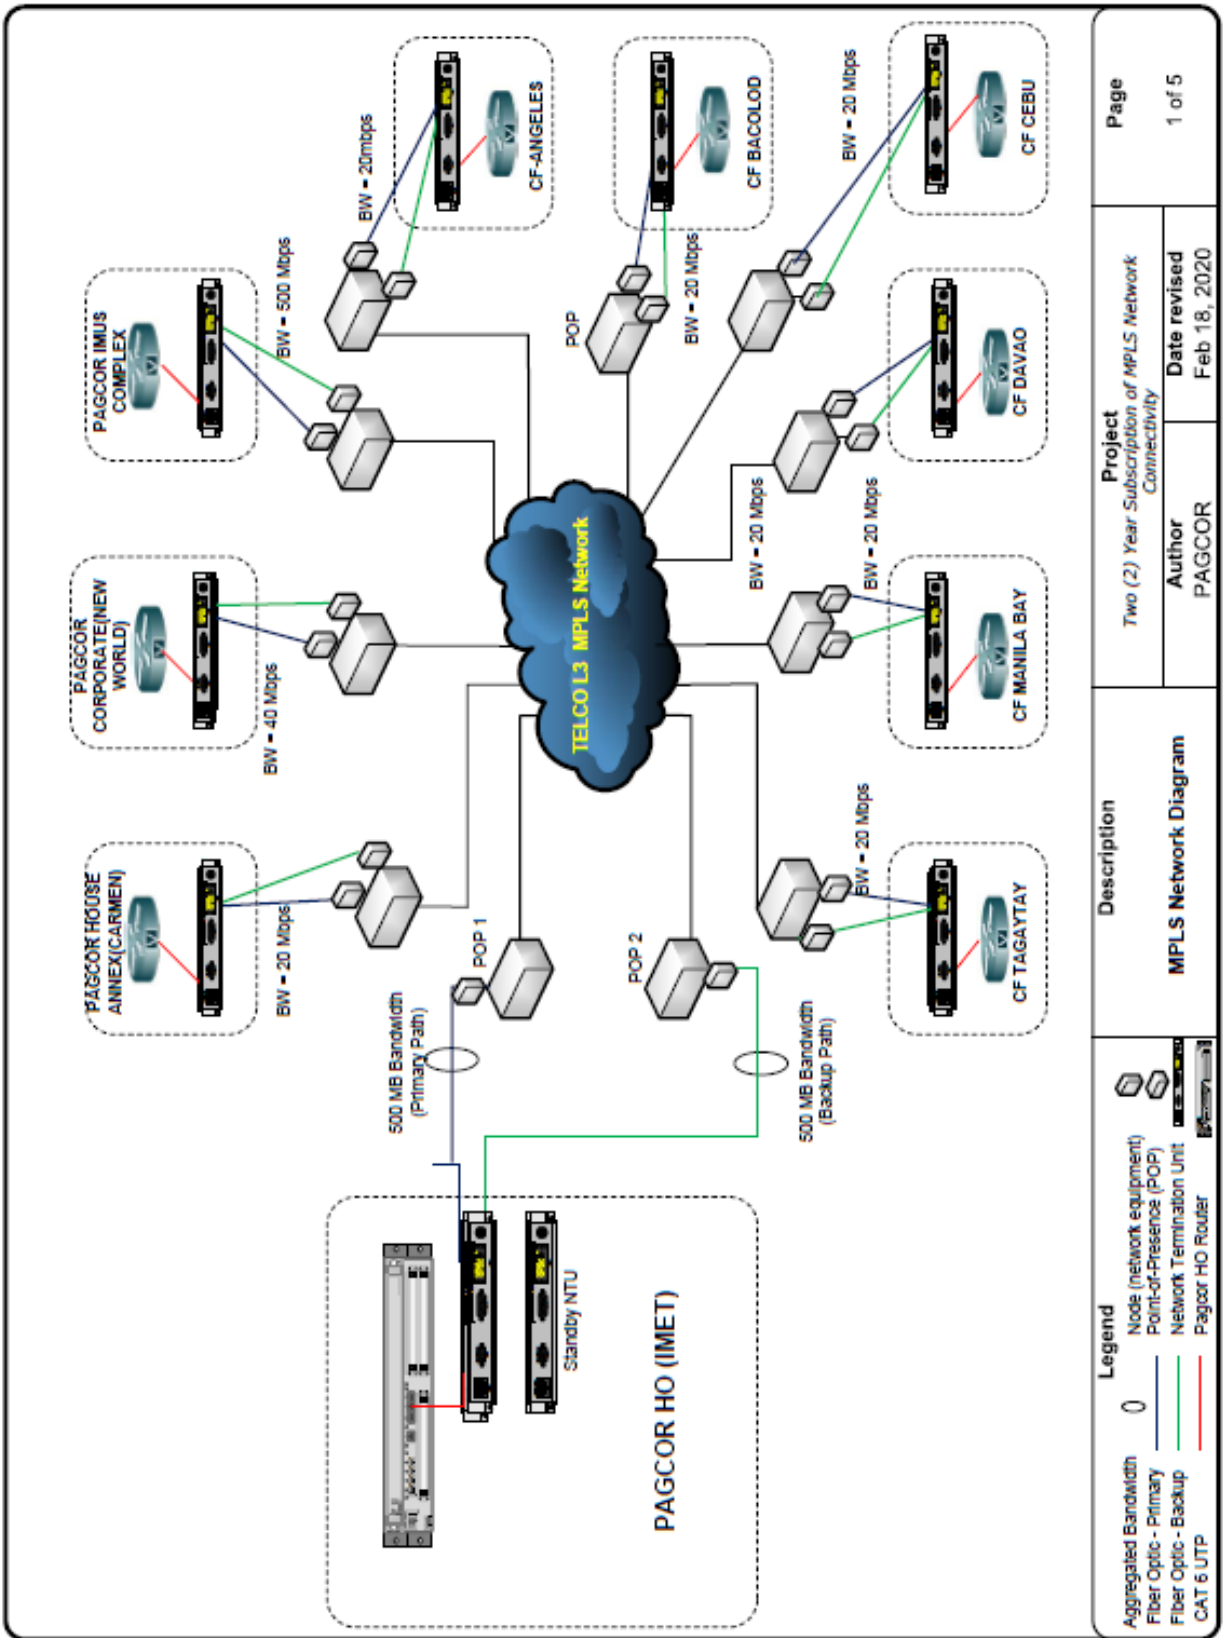 PAGCOR HOUSE
ANNEX(CARMEN)
BW = 20 Mbps
PAGCOR
CORPORATE(NEW
WORLD)
BW = 40 Mbps
PAGCOR IMUS
COMPLEX
BW = 500 Mbps
BW = 20mbps
CF-ANGELES
500 MB Bandwidth
(Primary Path)
POP 1
TELCO L3 MPLS Network
POP
BW = 20 Mbps
CF BACOLOD
Standby NTU
PAGCOR HO (IMET)
POP 2
500 MB Bandwidth
(Backup Path)
BW = 20 Mbps
CF TAGAYTAY
BW = 20 Mbps
CF MANILA BAY
BW = 20 Mbps
CF DAVAO
BW = 20 Mbps
CF CEBU
Legend
Aggregated Bandwidth
Fiber Optic - Primary
Fiber Optic - Backup
CAT 6 UTP
Node (network equipment)
Point-of-Presence (POP)
Network Termination Unit
Pagcor HO Router
Description
MPLS Network Diagram
Project
Two (2) Year Subscription of MPLS Network
Connectivity
Author
PAGCOR
Date revised
Feb 18, 2020
Page
1 of 5